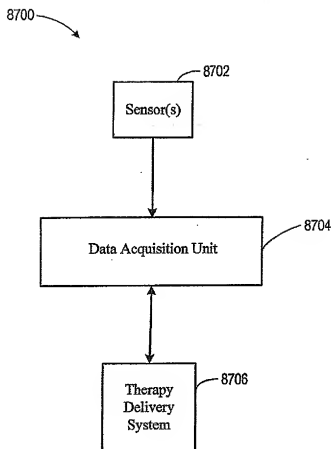 8700
8702
Sensor(s)
8704
Data Acquisition Unit
8706
Therapy
Delivery
System